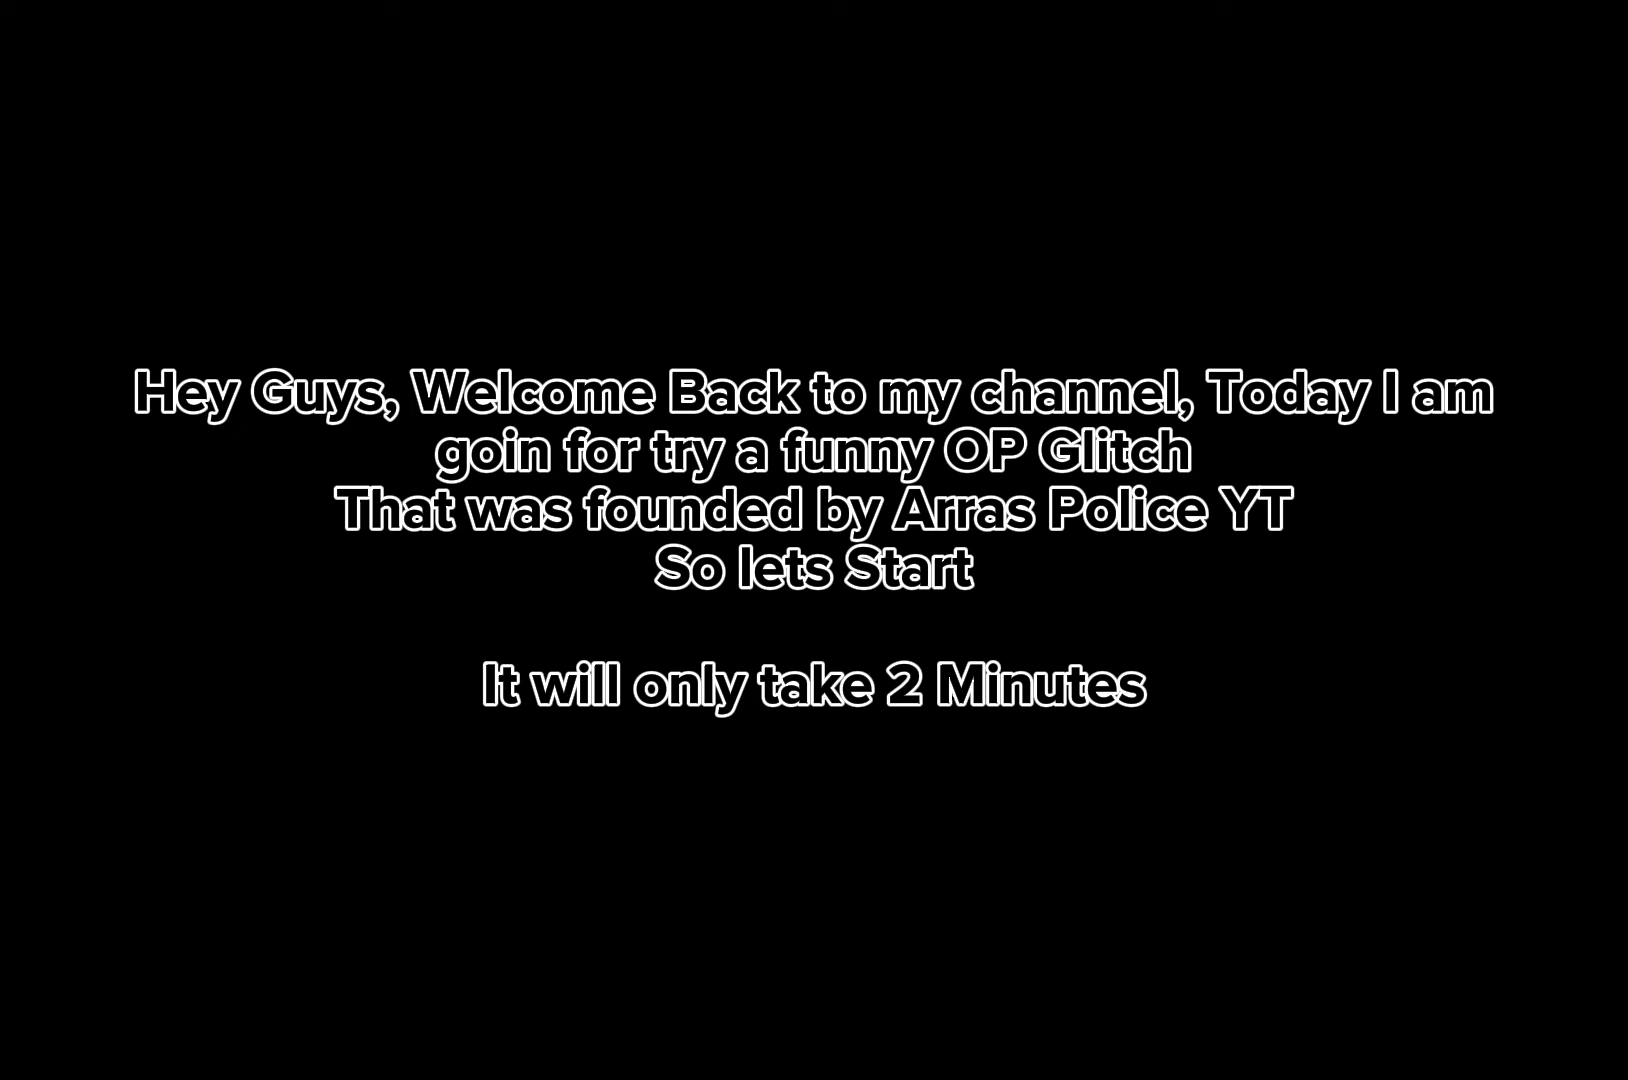 Hey Guys, Welcome Back to my channel, Today I am
goin for try a funny OP Glitch
That was founded by Arras Police YT
So lets Start
It will only take 2 Minutes